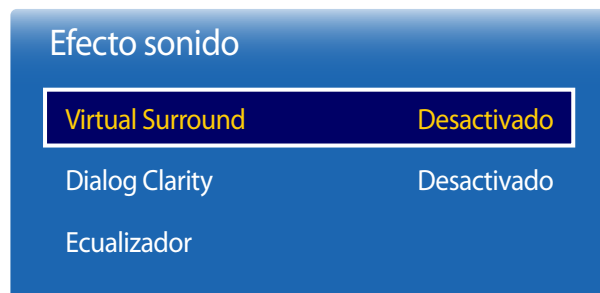 Efecto sonido
Virtual Surround Desactivado
Dialog Clarity Desactivado
Ecualizador